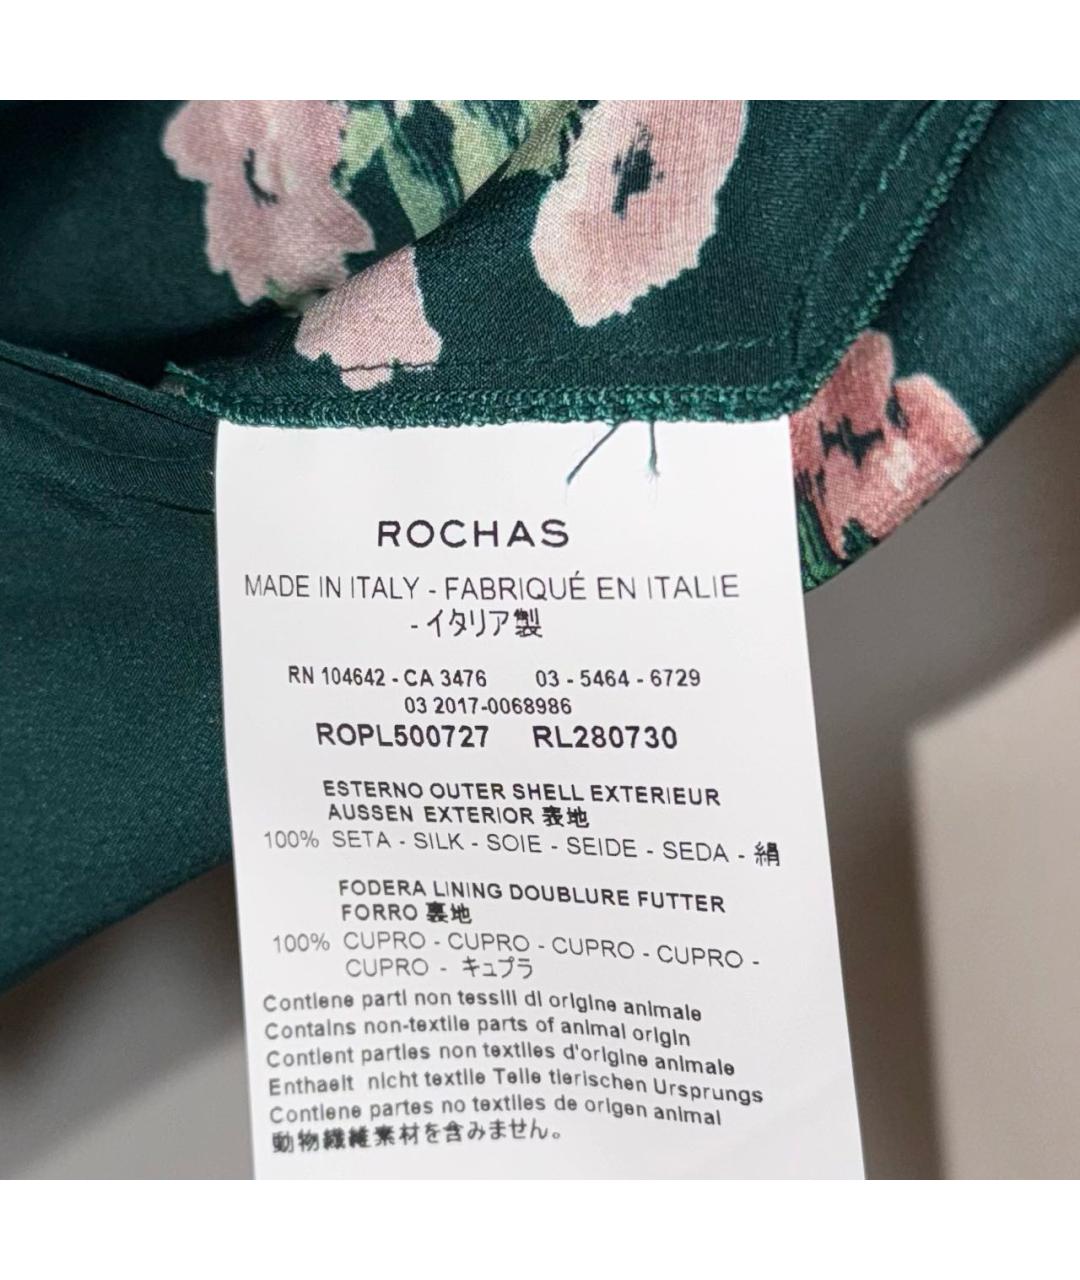 ROCHAS
MADE IN ITALY - FABRIQUÉ EN ITALIE
- イタリア製
RN 104642 - CA 3476 03 - 5464 - 6729
03 2017-0068986
ROPL500727 RL280730
ESTERNO OUTER SHELL EXTERIEUR
AUSSEN EXTERIOR 表地
100% SETA - SILK - SOIE - SEIDE - SEDA - 絹
FODERA LINING DOUBLURE FUTTER
FORRO 裏地
100% CUPRO - CUPRO - CUPRO - CUPRO -
CUPRO - キュプラ
Contiene parti non tessili di origine animale
Contains non-textile parts of animal origin
Contient parties non textiles d'origine animale
Enthaelt nicht textile Teile tierischen Ursprungs
Contiene partes no textiles de origen animal
動物繊維素材を含みません。